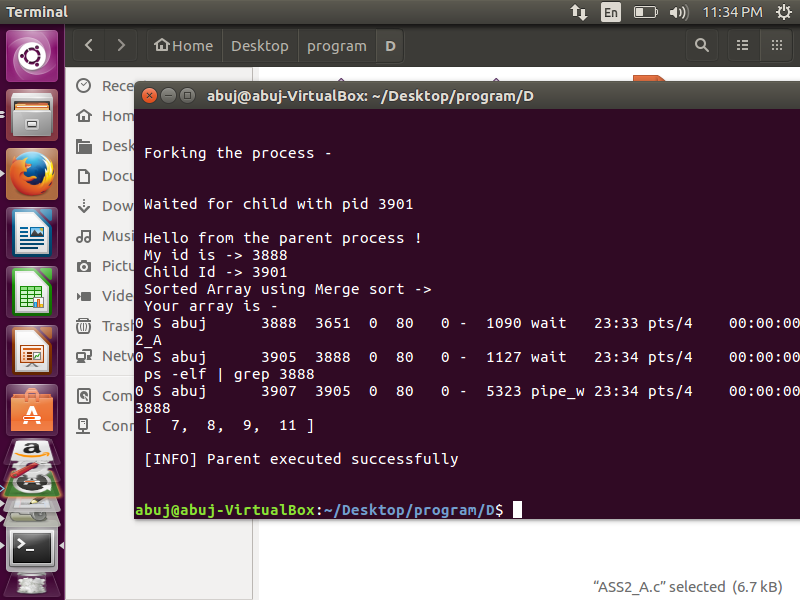 Terminal
En
11:34 PM
Home
Desktop
program
D
Rece
Hom
Desk
Docu
Dow
Musi
Pictu
Vide
Tras
Netw
Com
Conn
abuj@abuj-VirtualBox: ~/Desktop/program/D
Forking the process -
Waited for child with pid 3901
Hello from the parent process !
My id is -> 3888
Child Id -> 3901
Sorted Array using Merge sort ->
Your array is -
0 S abuj      3888  3651  0  80   0 -  1090 wait   23:33 pts/4    00:00:00
2_A
0 S abuj      3905  3888  0  80   0 -  1127 wait   23:34 pts/4    00:00:00
ps -elf | grep 3888
0 S abuj      3907  3905  0  80   0 -  5323 pipe_w 23:34 pts/4    00:00:00
3888
[  7,  8,  9,  11 ]
[INFO] Parent executed successfully
abuj@abuj-VirtualBox:~/Desktop/program/D$
“ASS2_A.c” selected (6.7 kB)